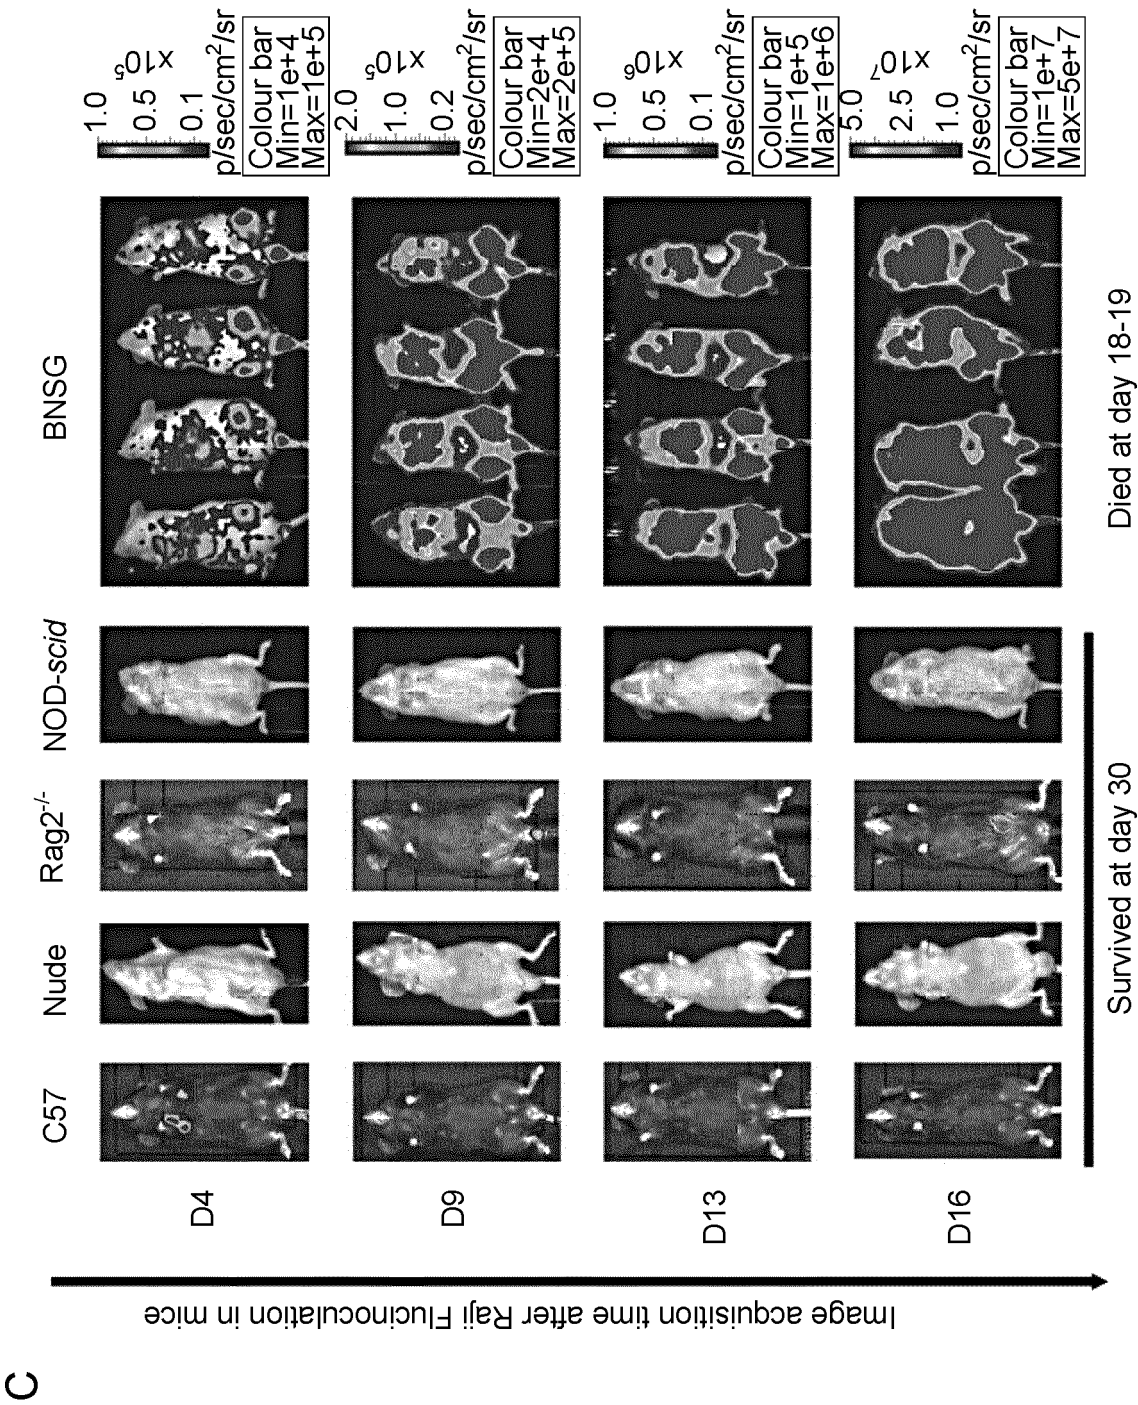 C
Image acquisition time after Raji Flucinoculation in mice
C57
Nude
Rag2-/-
NOD-scid
BNSG
D4
1.0
0.5
0.1
x10⁵
p/sec/cm²/sr
Colour bar
Min=1e+4
Max=1e+5
D9
2.0
1.0
0.2
x10⁵
p/sec/cm²/sr
Colour bar
Min=2e+4
Max=2e+5
D13
1.0
0.5
0.1
x10⁶
p/sec/cm²/sr
Colour bar
Min=1e+5
Max=1e+6
D16
5.0
2.5
1.0
x10⁷
p/sec/cm²/sr
Colour bar
Min=1e+7
Max=5e+7
Survived at day 30
Died at day 18-19